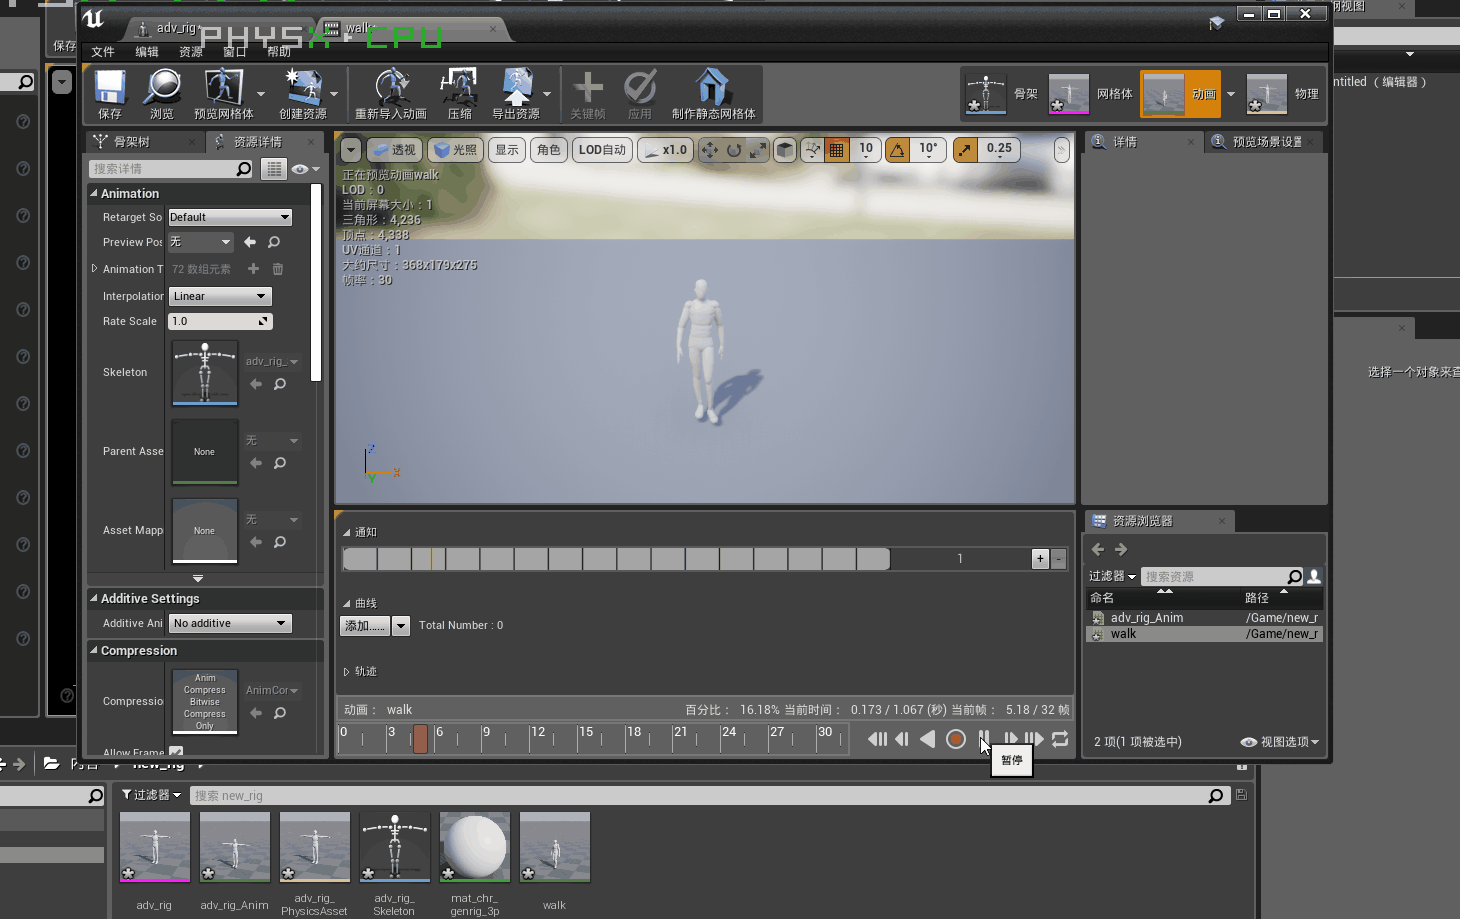 adv_rig*
walk
PHYSX + CPU
文件 编辑 资源 窗口 帮助
保存
保存 浏览 预览网格体 创建资源 重新导入动画 压缩 导出资源 关键帧 应用 制作静态网格体
骨架 网格体 动画 物理
ntitled（编辑器）
骨架树 资源详情
搜索详情
Animation
Retarget So Default
Preview Pos 无
Animation T 72 数组元素
Interpolation Linear
Rate Scale 1.0
Skeleton adv_rig_
Parent Asse None 无
Asset Mapp None 无
Additive Settings
Additive Ani No additive
Compression
Compressio
Anim
Compress
Bitwise
Compress
Only
AnimCor
Allow Frame
透视 光照 显示 角色 LOD自动 x1.0 10 10° 0.25
正在预览动画walk
LOD：0
当前屏幕大小：1
三角形：4,236
顶点：4,338
UV通道：1
大约尺寸：368x179x275
帧率：30
Z
X
Y
详情 预览场景设置
选择一个对象来查
通知
1
+ -
曲线
添加...... Total Number : 0
轨迹
动画： walk 百分比： 16.18% 当前时间： 0.173 / 1.067 (秒) 当前帧： 5.18 / 32 帧
0 3 6 9 12 15 18 21 24 27 30
暂停
资源浏览器
过滤器 搜索资源
命名 路径
adv_rig_Anim /Game/new_r
walk /Game/new_r
2 项(1 项被选中) 视图选项
内容 new_rig
过滤器 搜索 new_rig
adv_rig
adv_rig_Anim
adv_rig_
PhysicsAsset
adv_rig_
Skeleton
mat_chr_
genrig_3p
walk